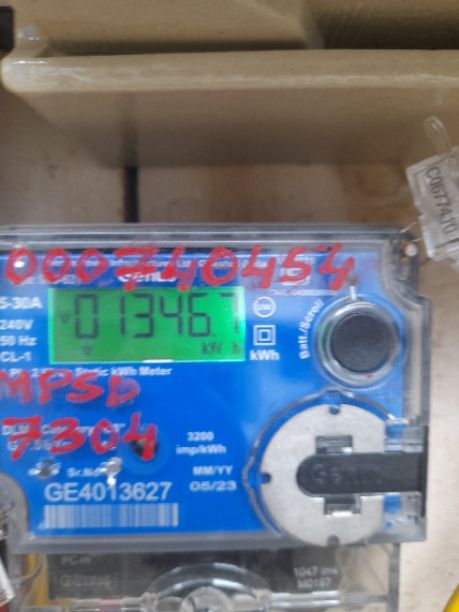 C0677410
000740454
5-30A
01346.7
240V
50 Hz
CL-1
kW h
kWh
Batt./Scroll
Static kWh Meter
MPSD
7304
3200
imp/kWh
Sr.No.
MM/YY
GE4013627
05/23